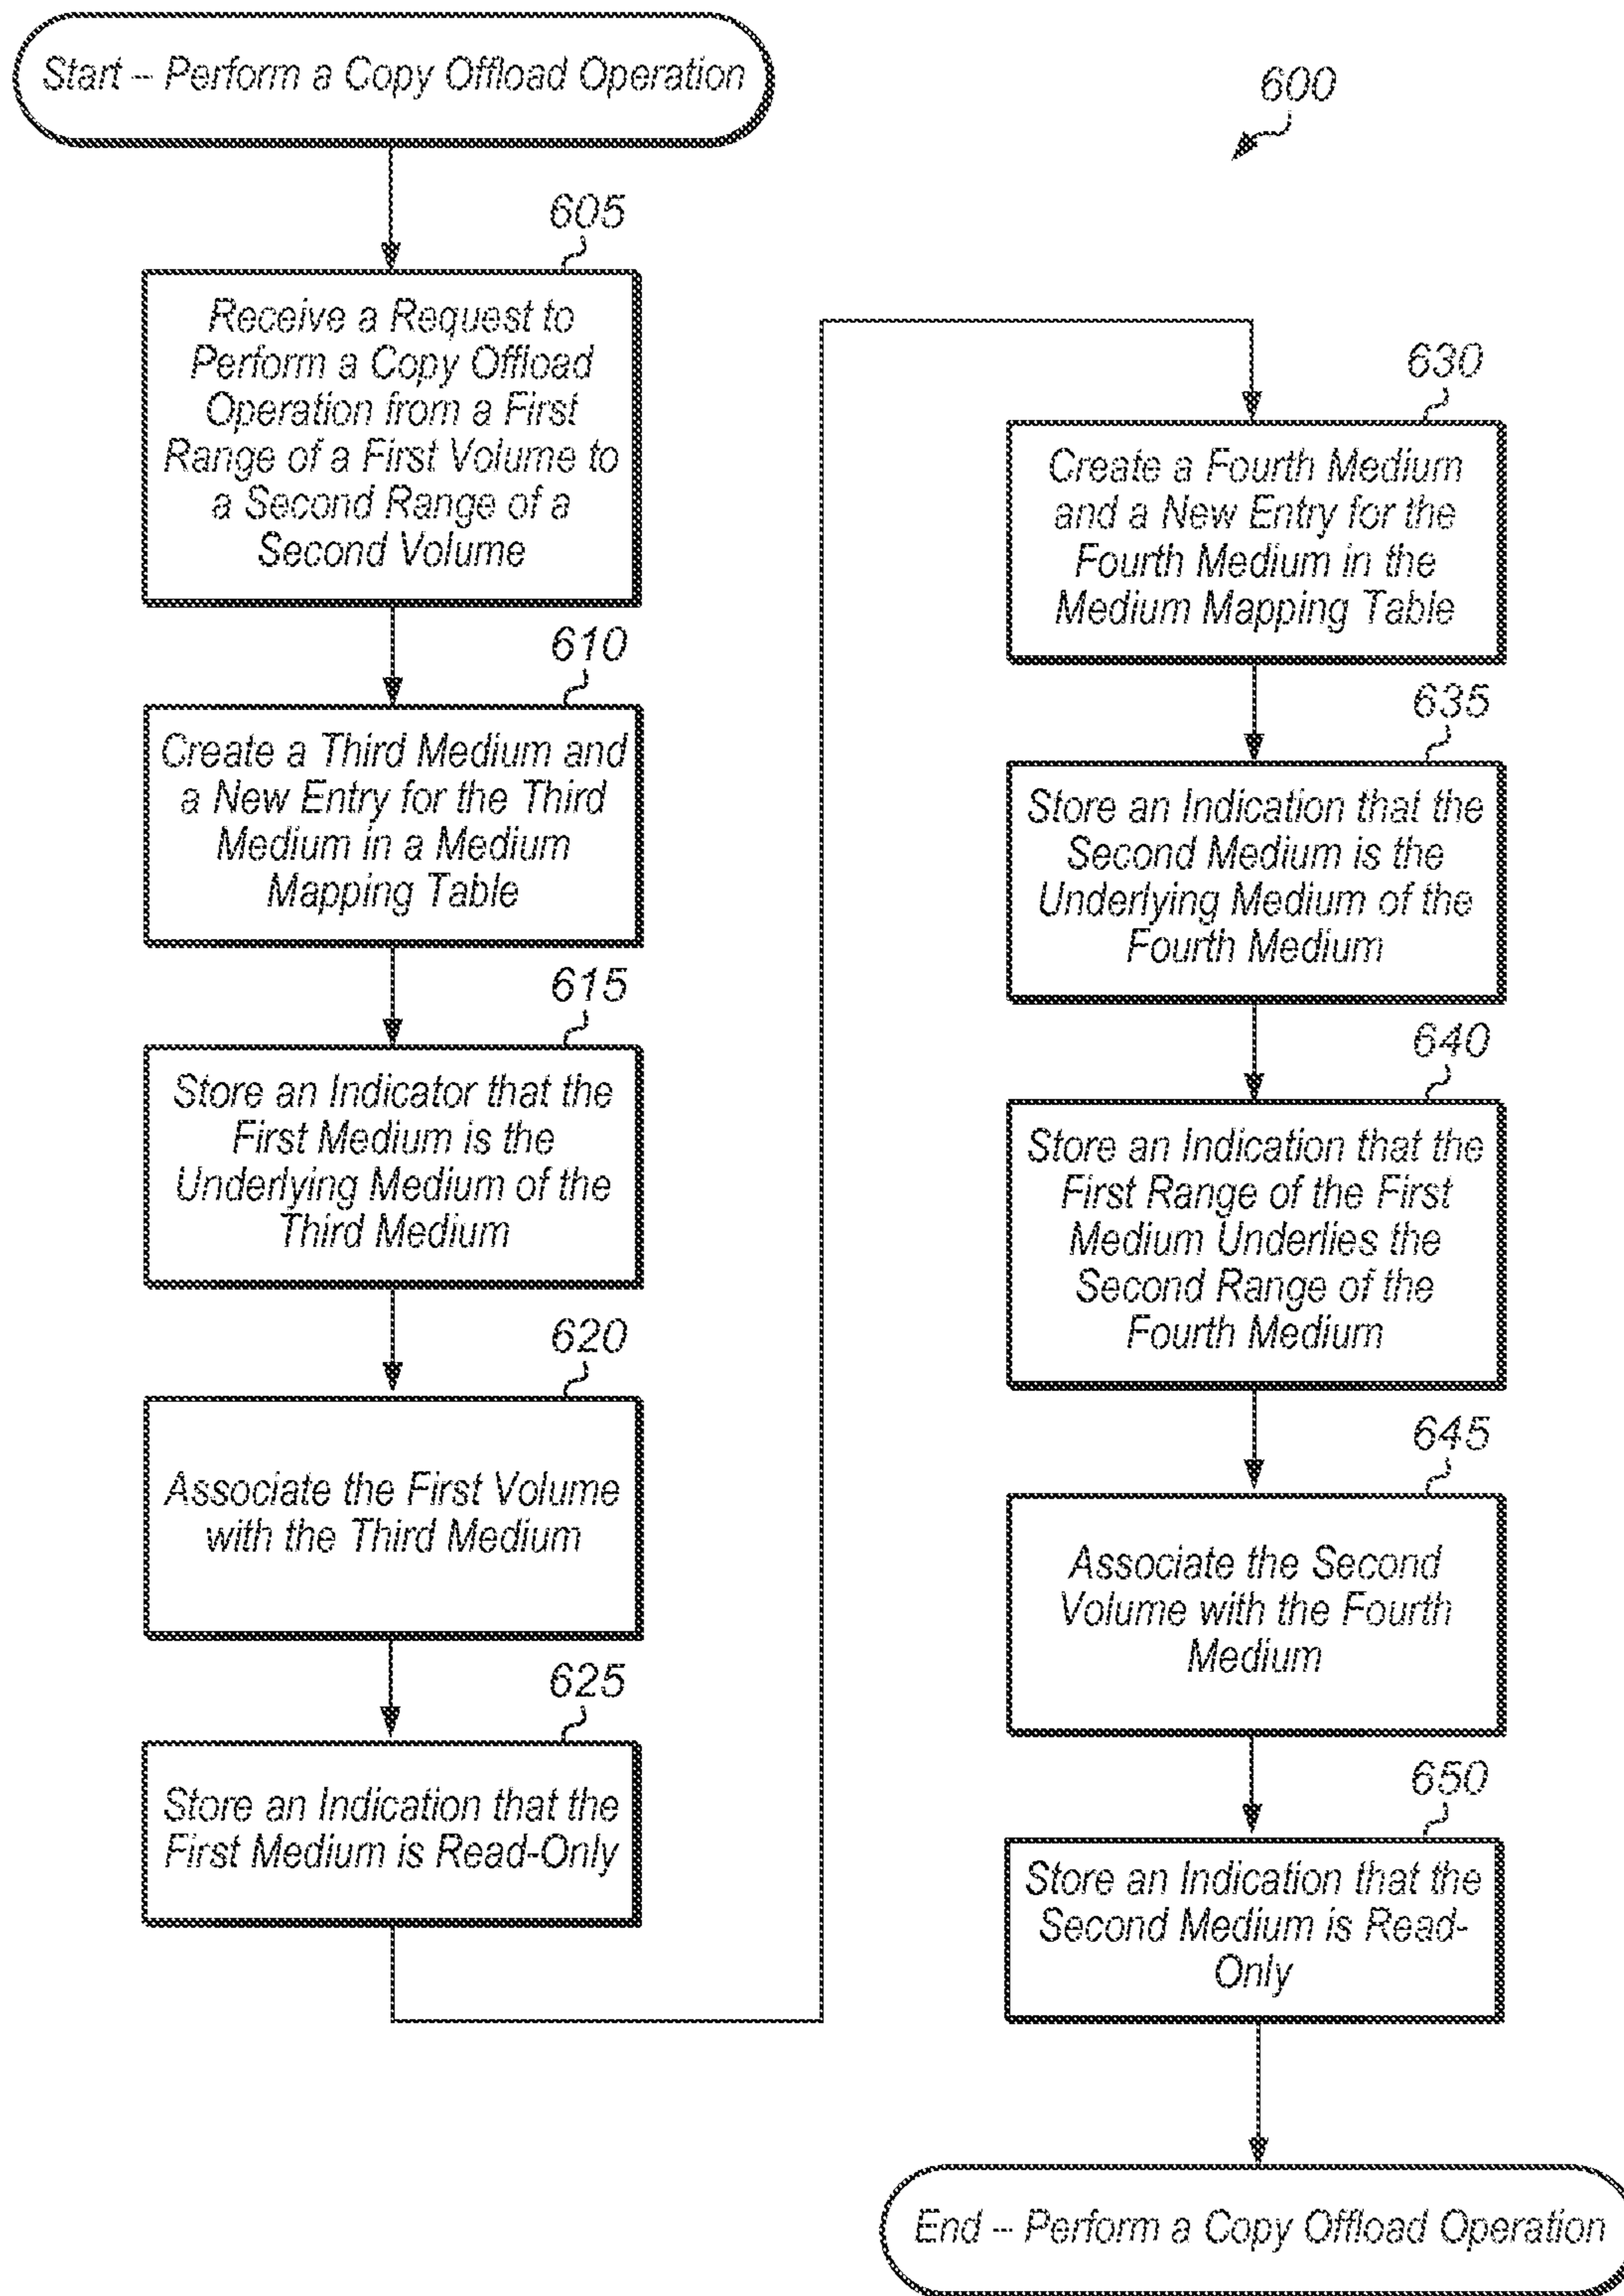 Start -- Perform a Copy Offload Operation
600
605
Receive a Request to
Perform a Copy Offload
Operation from a First
Range of a First Volume to
a Second Range of a
Second Volume
610
Create a Third Medium and
a New Entry for the Third
Medium in a Medium
Mapping Table
615
Store an Indicator that the
First Medium is the
Underlying Medium of the
Third Medium
620
Associate the First Volume
with the Third Medium
625
Store an Indication that the
First Medium is Read-Only
630
Create a Fourth Medium
and a New Entry for the
Fourth Medium in the
Medium Mapping Table
635
Store an Indication that the
Second Medium is the
Underlying Medium of the
Fourth Medium
640
Store an Indication that the
First Range of the First
Medium Underlies the
Second Range of the
Fourth Medium
645
Associate the Second
Volume with the Fourth
Medium
650
Store an Indication that the
Second Medium is Read-
Only
End -- Perform a Copy Offload Operation